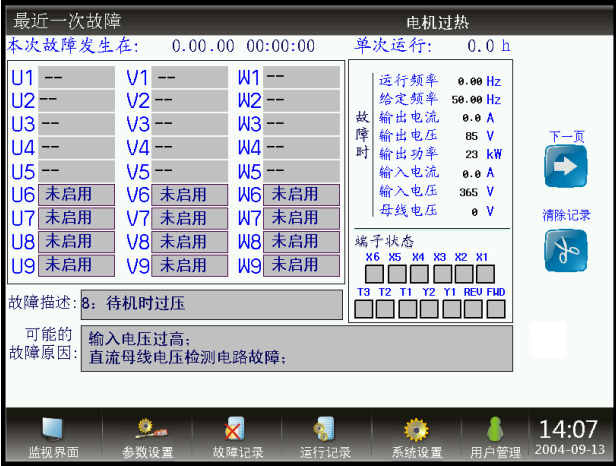 最近一次故障 电机过热
本次故障发生在: 0.00.00 00:00:00 单次运行: 0.0 h
U1 -- V1 -- W1 --
U2 -- V2 -- W2 --
U3 -- V3 -- W3 --
U4 -- V4 -- W4 --
U5 -- V5 -- W5 --
U6 未启用 V6 未启用 W6 未启用
U7 未启用 V7 未启用 W7 未启用
U8 未启用 V8 未启用 W8 未启用
U9 未启用 V9 未启用 W9 未启用
故障时
运行频率 0.00 Hz
给定频率 50.00 Hz
输出电流 0.0 A
输出电压 85 V
输出功率 23 kW
输入电流 0.0 A
输入电压 365 V
母线电压 0 V
端子状态
X6 X5 X4 X3 X2 X1
T3 T2 T1 Y2 Y1 REV FWD
下一页
清除记录
故障描述: 8: 待机时过压
可能的
故障原因:
输入电压过高;
直流母线电压检测电路故障;
监视界面 参数设置 故障记录 运行记录 系统设置 用户管理
14:07
2004-09-13